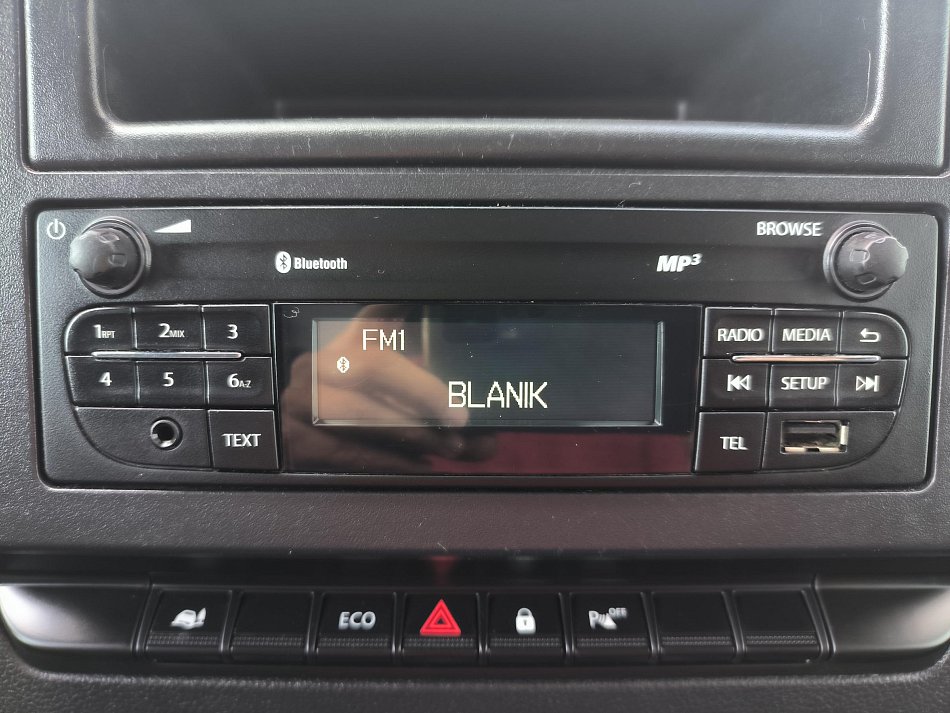 BROWSE
Bluetooth
MP3
1RPT 2MIX 3
FM1
RADIO MEDIA
4 5 6A-Z
BLANIK
SETUP
TEXT
TEL
ECO
P OFF